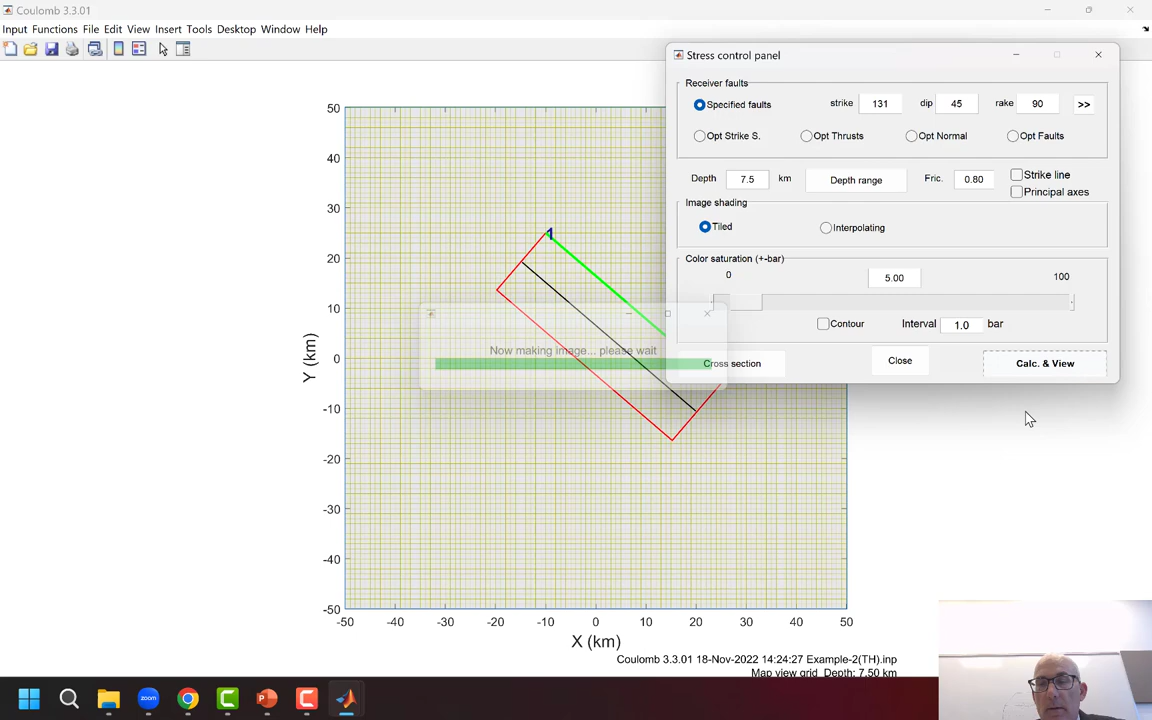 Coulomb 3.3.01
Input Functions File Edit View Insert Tools Desktop Window Help
Stress control panel
Receiver faults
Specified faults strike 131 dip 45 rake 90 >>
Opt Strike S. Opt Thrusts Opt Normal Opt Faults
Depth 7.5 km Depth range Fric. 0.80 Strike line
Principal axes
Image shading
Tiled Interpolating
Color saturation (+-bar)
0 5.00 100
Contour Interval 1.0 bar
Cross section Close Calc. & View
Now making image... please wait
1
50
40
30
20
10
0
-10
-20
-30
-40
-50
Y (km)
-50 -40 -30 -20 -10 0 10 20 30 40 50
X (km)
Coulomb 3.3.01 18-Nov-2022 14:24:27 Example-2(TH).inp
Map view grid Depth: 7.50 km
zoom